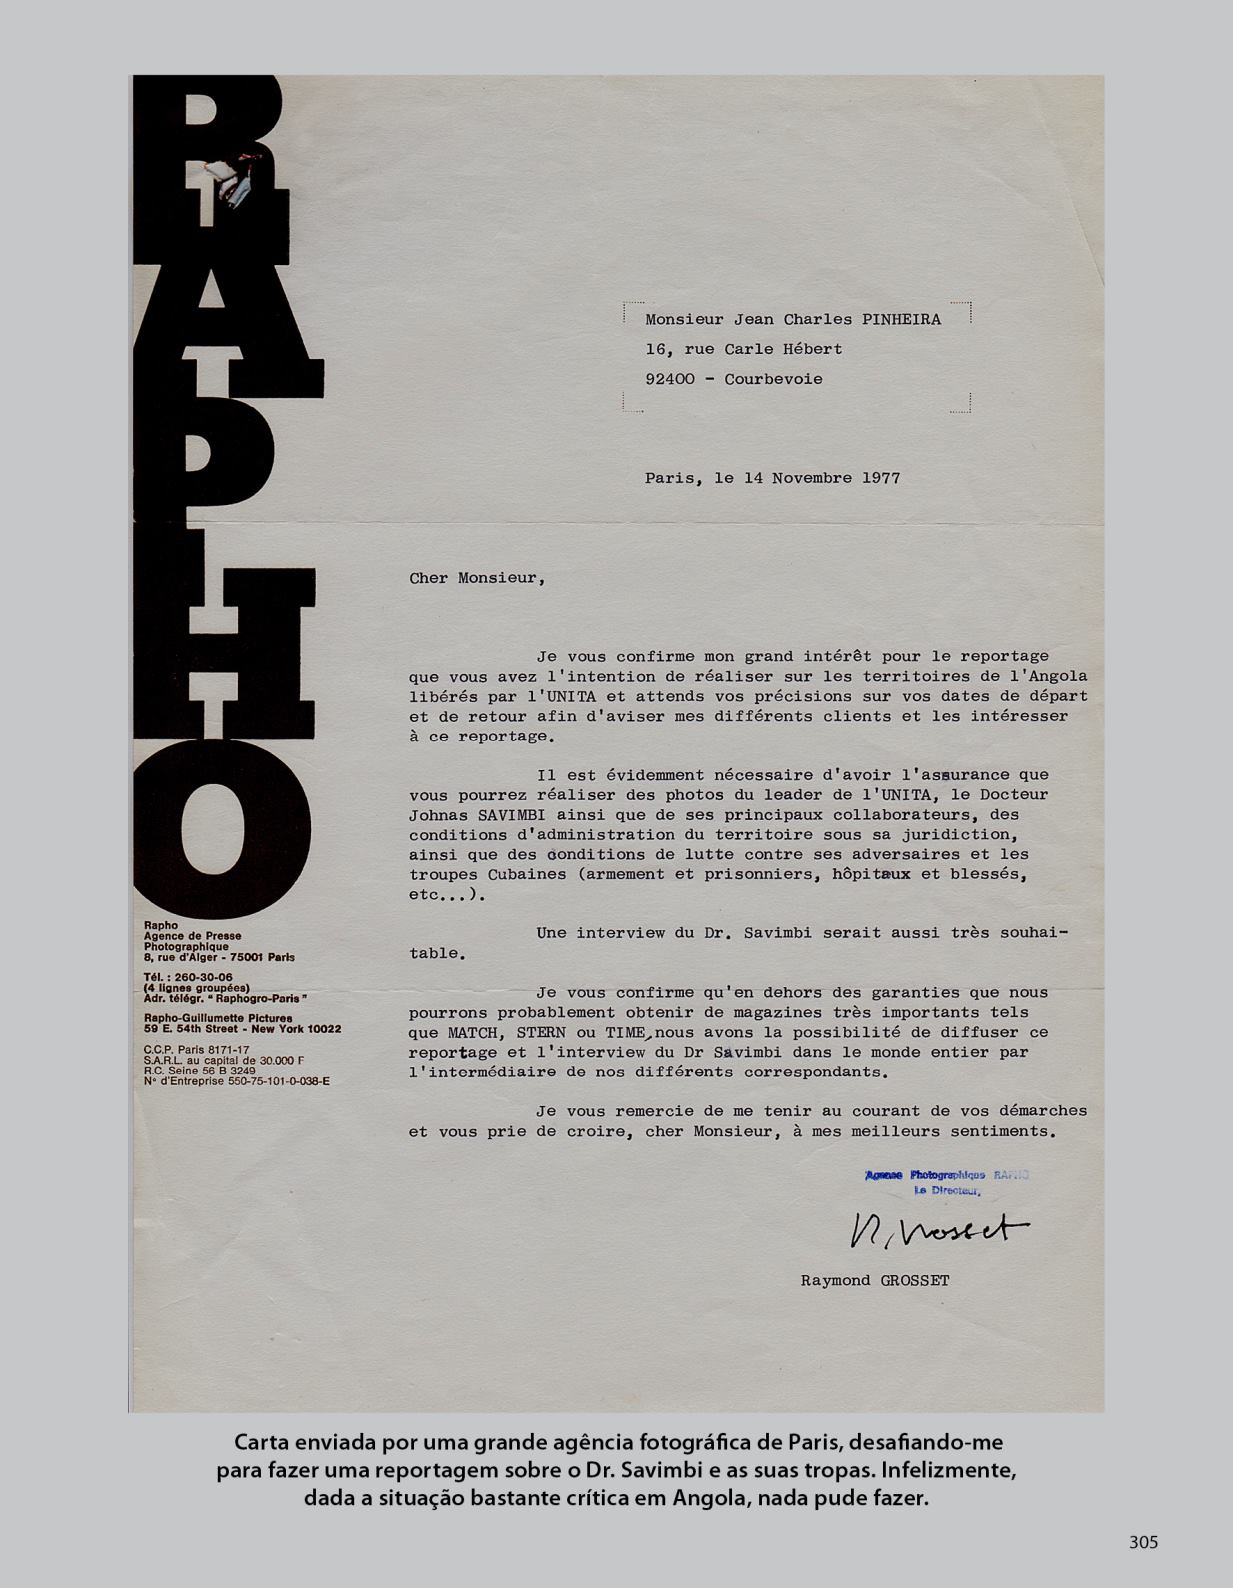 RAPHO
Monsieur Jean Charles PINHEIRA
16, rue Carle Hébert
92400 - Courbevoie
Paris, le 14 Novembre 1977
Cher Monsieur,
Je vous confirme mon grand intérêt pour le reportage
que vous avez l'intention de réaliser sur les territoires de l'Angola
libérés par l'UNITA et attends vos précisions sur vos dates de départ
et de retour afin d'aviser mes différents clients et les intéresser
à ce reportage.
Il est évidemment nécessaire d'avoir l'assurance que
vous pourrez réaliser des photos du leader de l'UNITA, le Docteur
Johnas SAVIMBI ainsi que de ses principaux collaborateurs, des
conditions d'administration du territoire sous sa juridiction,
ainsi que des conditions de lutte contre ses adversaires et les
troupes Cubaines (armement et prisonniers, hôpitaux et blessés,
etc...).
Une interview du Dr. Savimbi serait aussi très souhai-
table.
Je vous confirme qu'en dehors des garanties que nous
pourrons probablement obtenir de magazines très importants tels
que MATCH, STERN ou TIME,nous avons la possibilité de diffuser ce
reportage et l'interview du Dr Savimbi dans le monde entier par
l'intermédiaire de nos différents correspondants.
Je vous remercie de me tenir au courant de vos démarches
et vous prie de croire, cher Monsieur, à mes meilleurs sentiments.
Agence Photographique RAPHO
Le Directeur,
R. Grosset
Raymond GROSSET
Rapho
Agence de Presse
Photographique
8, rue d'Alger - 75001 Paris
Tél. : 260-30-06
(4 lignes groupées)
Adr. télégr. " Raphogro-Paris "
Rapho-Guillumette Pictures
59 E. 54th Street - New York 10022
C.C.P. Paris 8171-17
S.A.R.L. au capital de 30.000 F
R.C. Seine 56 B 3249
N° d'Entreprise 550-75-101-0-038-E
Carta enviada por uma grande agência fotográfica de Paris, desafiando-me
para fazer uma reportagem sobre o Dr. Savimbi e as suas tropas. Infelizmente,
dada a situação bastante crítica em Angola, nada pude fazer.
305